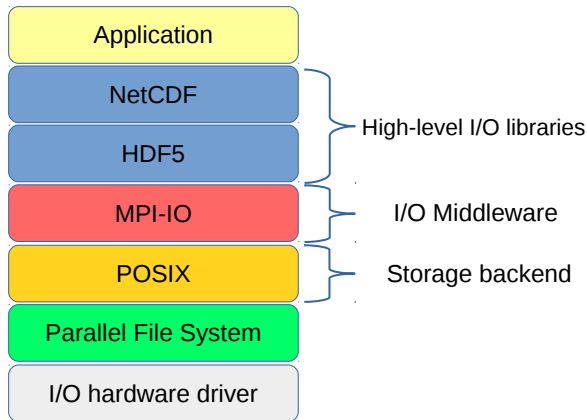 Application
NetCDF
HDF5
High-level I/O libraries
MPI-IO
I/O Middleware
POSIX
Storage backend
Parallel File System
I/O hardware driver